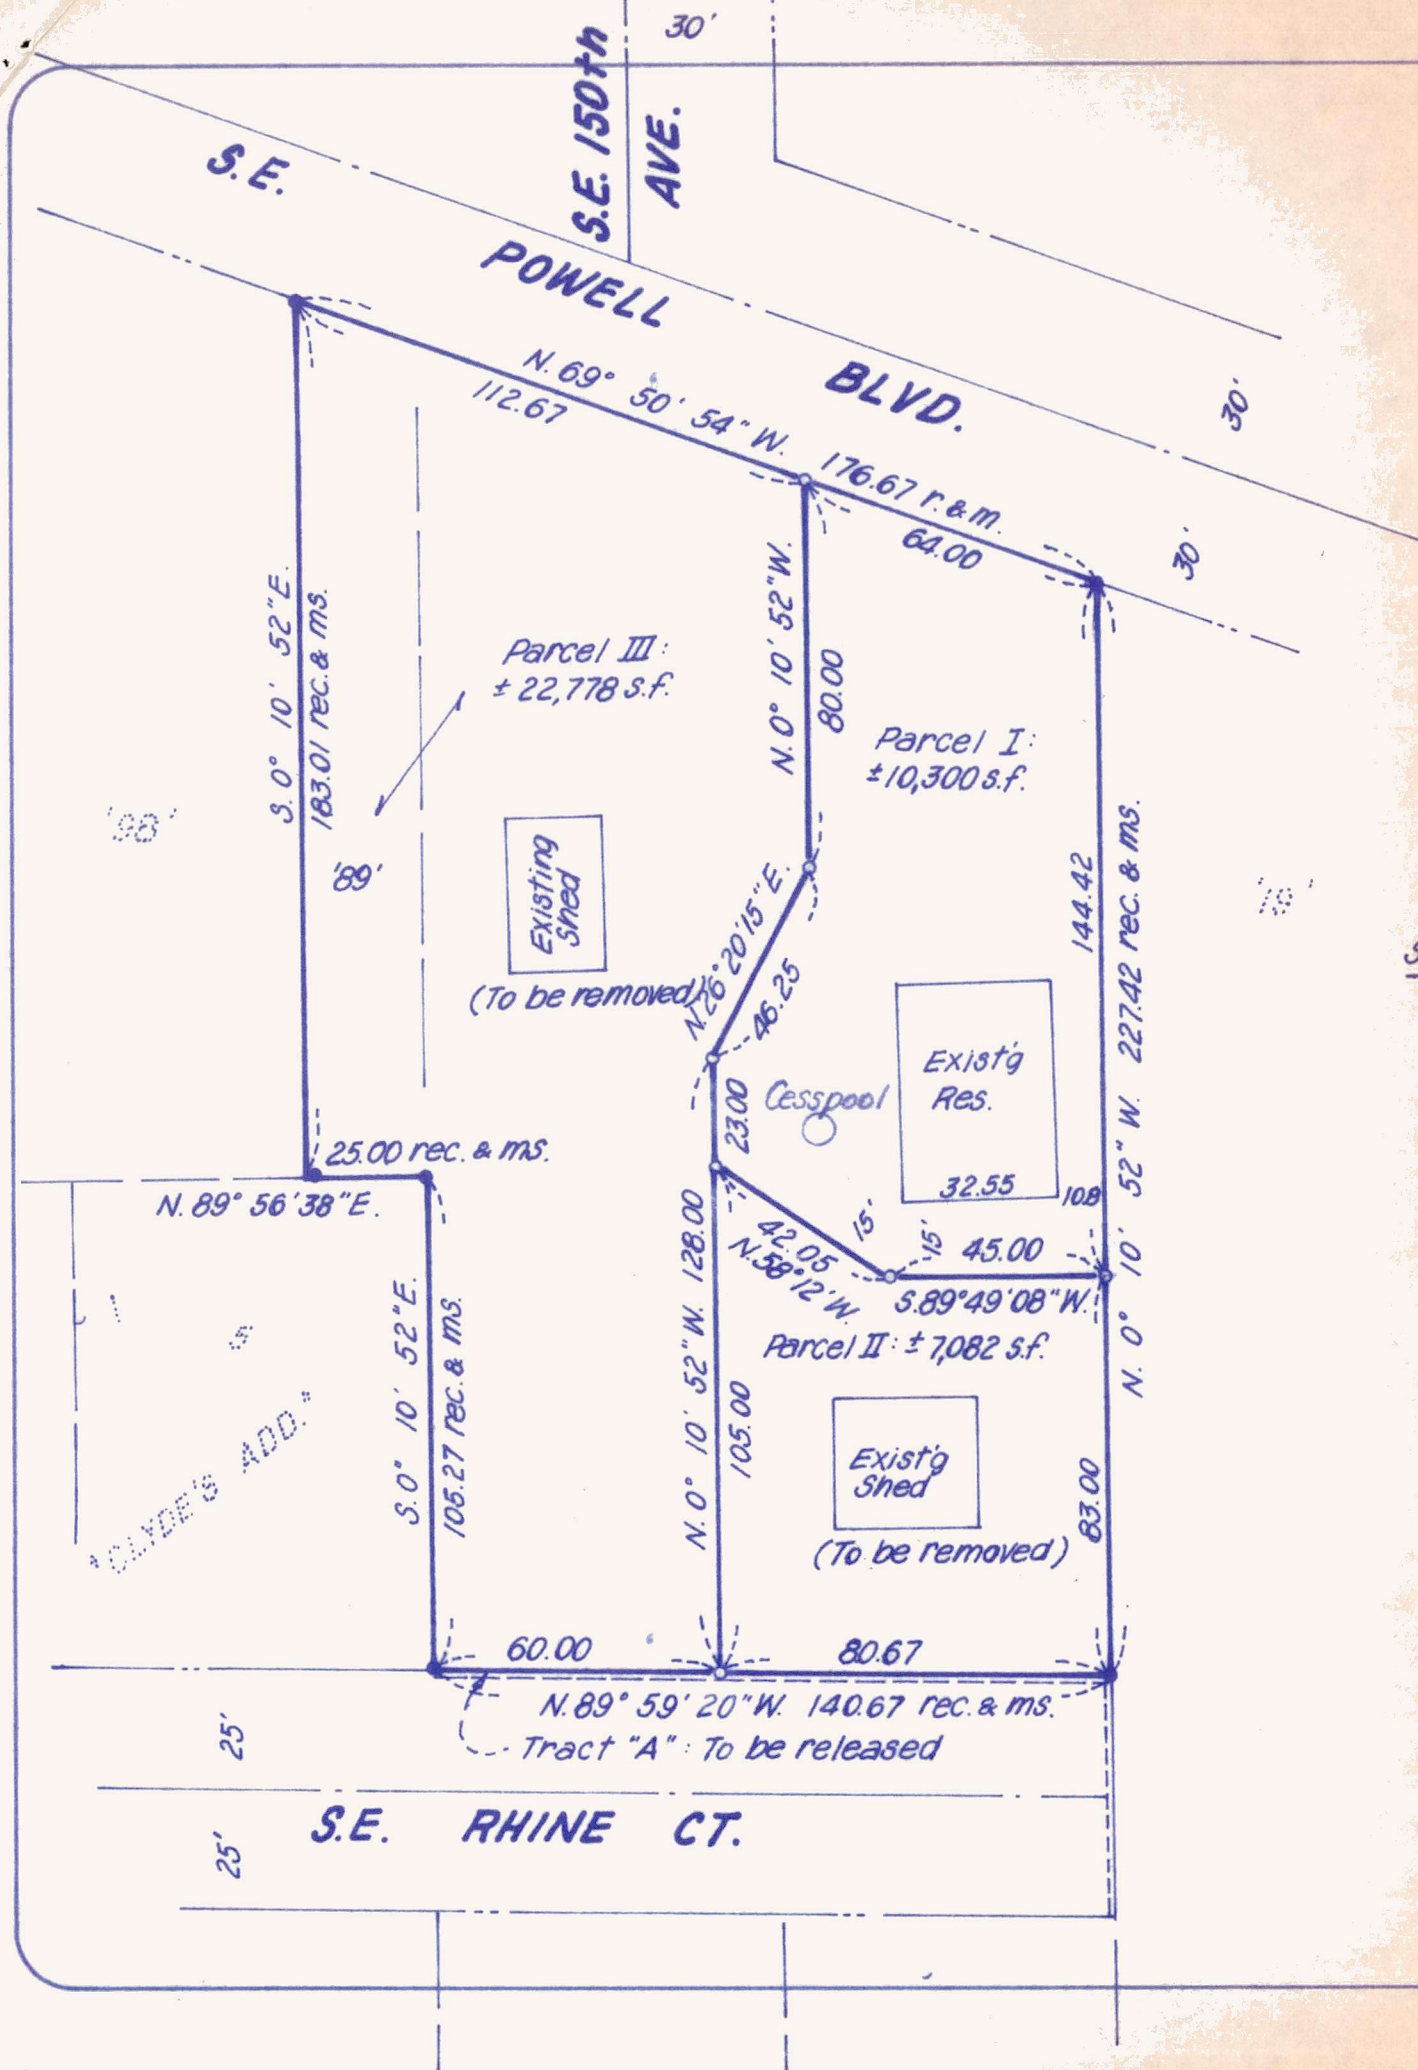 30'
S.E. 150th
AVE.
S.E.
POWELL
BLVD.
30'
30'
N. 69° 50' 54" W.
112.67
176.67 r. & m.
64.00
S. 0° 10' 52" E.
183.01 rec. & ms.
Parcel III:
± 22,778 s.f.
N. 0° 10' 52" W.
80.00
Parcel I:
± 10,300 s.f.
'98'
'89'
Existing
Shed
(To be removed)
N. 26° 20' 15" E.
46.25
144.42
N. 0° 10' 52" W. 227.42 rec. & ms.
Exist'g
Res.
Cesspool
23.00
32.55
10.8
25.00 rec. & ms.
N. 89° 56' 38" E.
42.05
N. 58° 12' W.
15'
15'
45.00
S. 89° 49' 08" W.
Parcel II: ± 7,082 s.f.
N. 0° 10' 52" W. 128.00
105.00
S. 0° 10' 52" E.
105.27 rec. & ms.
5
"CLYDE'S ADD."
Exist'g
Shed
(To be removed)
83.00
60.00
80.67
N. 89° 59' 20" W. 140.67 rec. & ms.
Tract "A": To be released
25'
S.E. RHINE CT.
25'